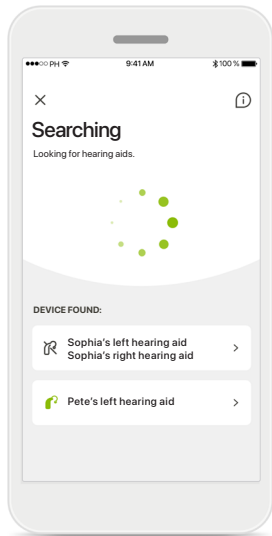 ●●●○○ PH 9:41 AM 100 %
Searching
Looking for hearing aids.
DEVICE FOUND:
Sophia's left hearing aid
Sophia's right hearing aid
Pete's left hearing aid